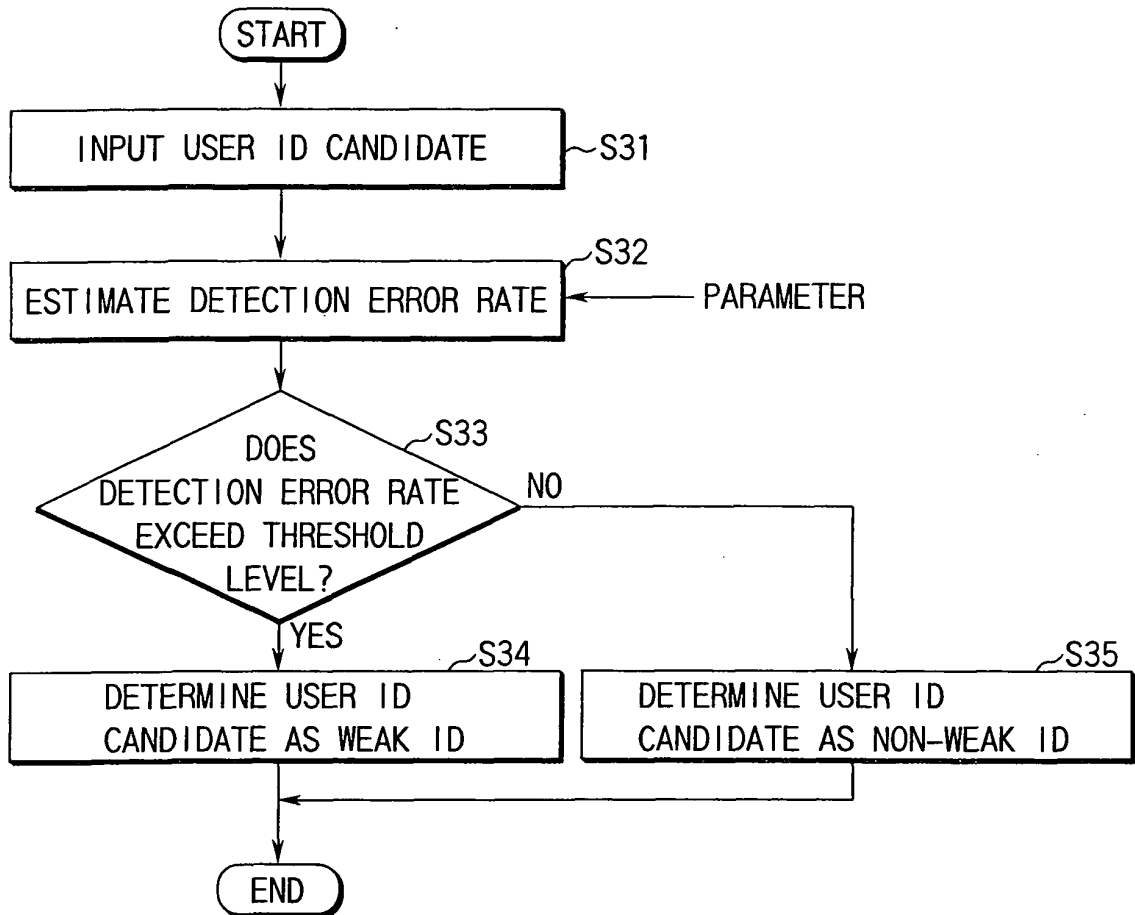 START
INPUT USER ID CANDIDATE
S31
S32
ESTIMATE DETECTION ERROR RATE
PARAMETER
S33
DOES
DETECTION ERROR RATE
EXCEED THRESHOLD
LEVEL?
NO
YES
S34
DETERMINE USER ID
CANDIDATE AS WEAK ID
S35
DETERMINE USER ID
CANDIDATE AS NON-WEAK ID
END